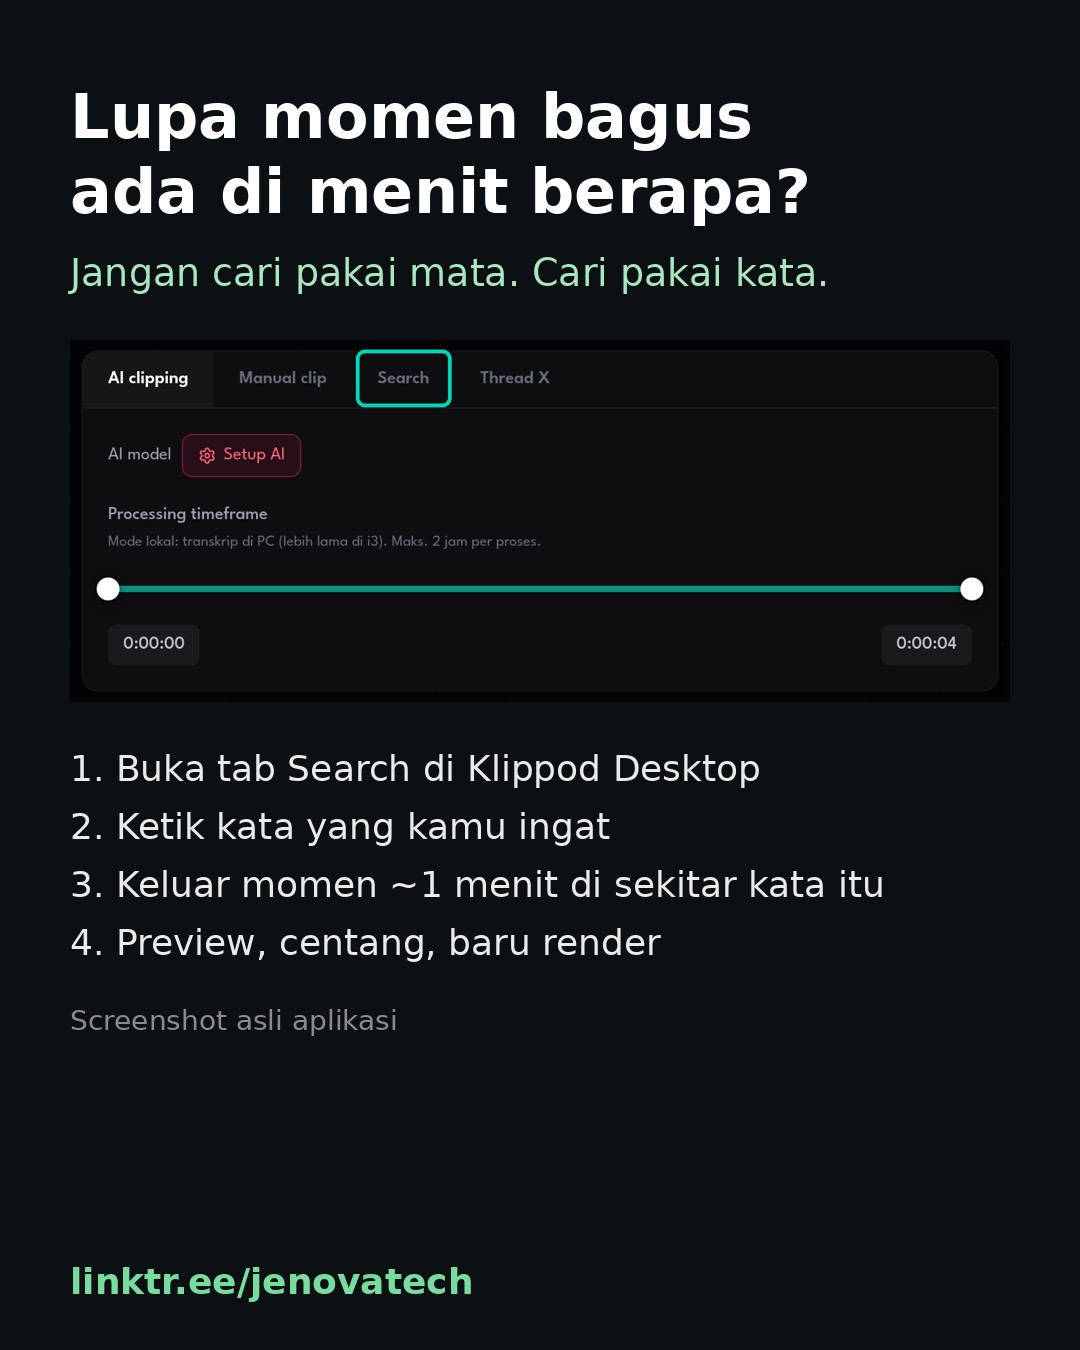 Lupa momen bagus
ada di menit berapa?
Jangan cari pakai mata. Cari pakai kata.
AI clipping Manual clip Search Thread X
AI model Setup AI
Processing timeframe
Mode lokal: transkrip di PC (lebih lama di i3). Maks. 2 jam per proses.
0:00:00 0:00:04
1. Buka tab Search di Klippod Desktop
2. Ketik kata yang kamu ingat
3. Keluar momen ~1 menit di sekitar kata itu
4. Preview, centang, baru render
Screenshot asli aplikasi
linktr.ee/jenovatech